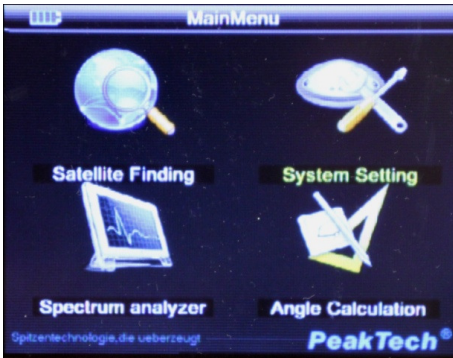 MainMenu
Satellite Finding
System Setting
Spectrum analyzer
Angle Calculation
Spitzentechnologie,die ueberzeugt
PeakTech®